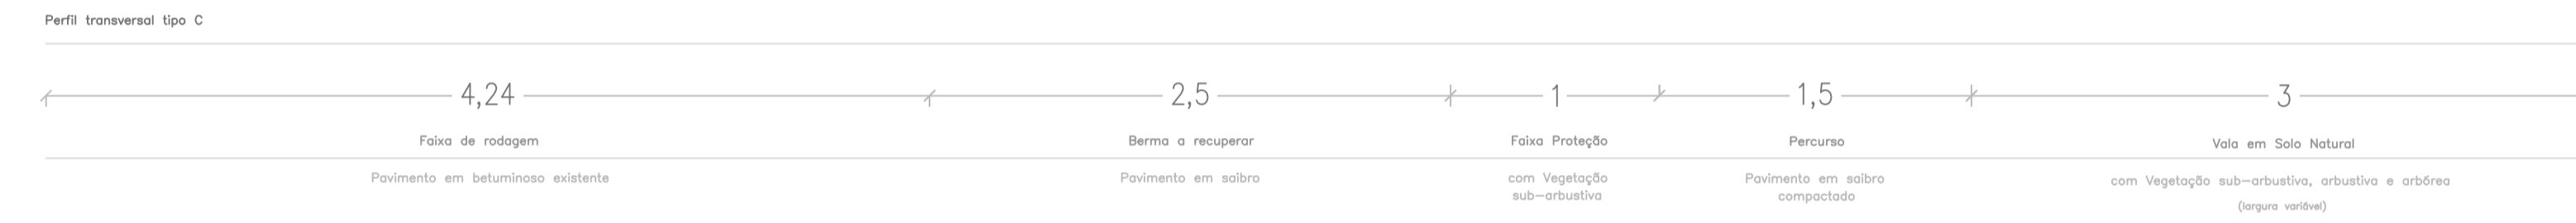 Perfil transversal tipo C
4,24 2,5 1 1,5 3
Faixa de rodagem Berma a recuperar Faixa Proteção Percurso Vala em Solo Natural
Pavimento em betuminoso existente Pavimento em saibro com Vegetação Pavimento em saibro com Vegetação sub-arbustiva, arbustiva e arbórea
sub-arbustiva compactado
(largura variável)